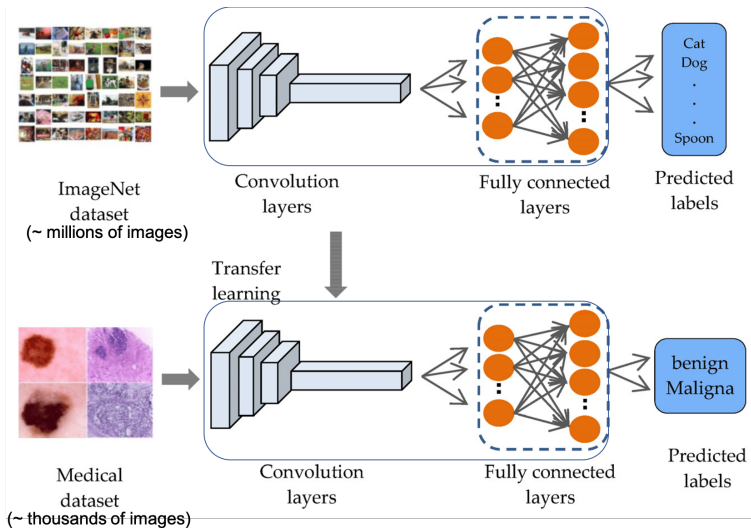 Cat
Dog
.
.
.
Spoon
ImageNet
dataset
(~ millions of images)
Convolution
layers
Fully connected
layers
Predicted
labels
Transfer
learning
benign
Maligna
Medical
dataset
(~ thousands of images)
Convolution
layers
Fully connected
layers
Predicted
labels